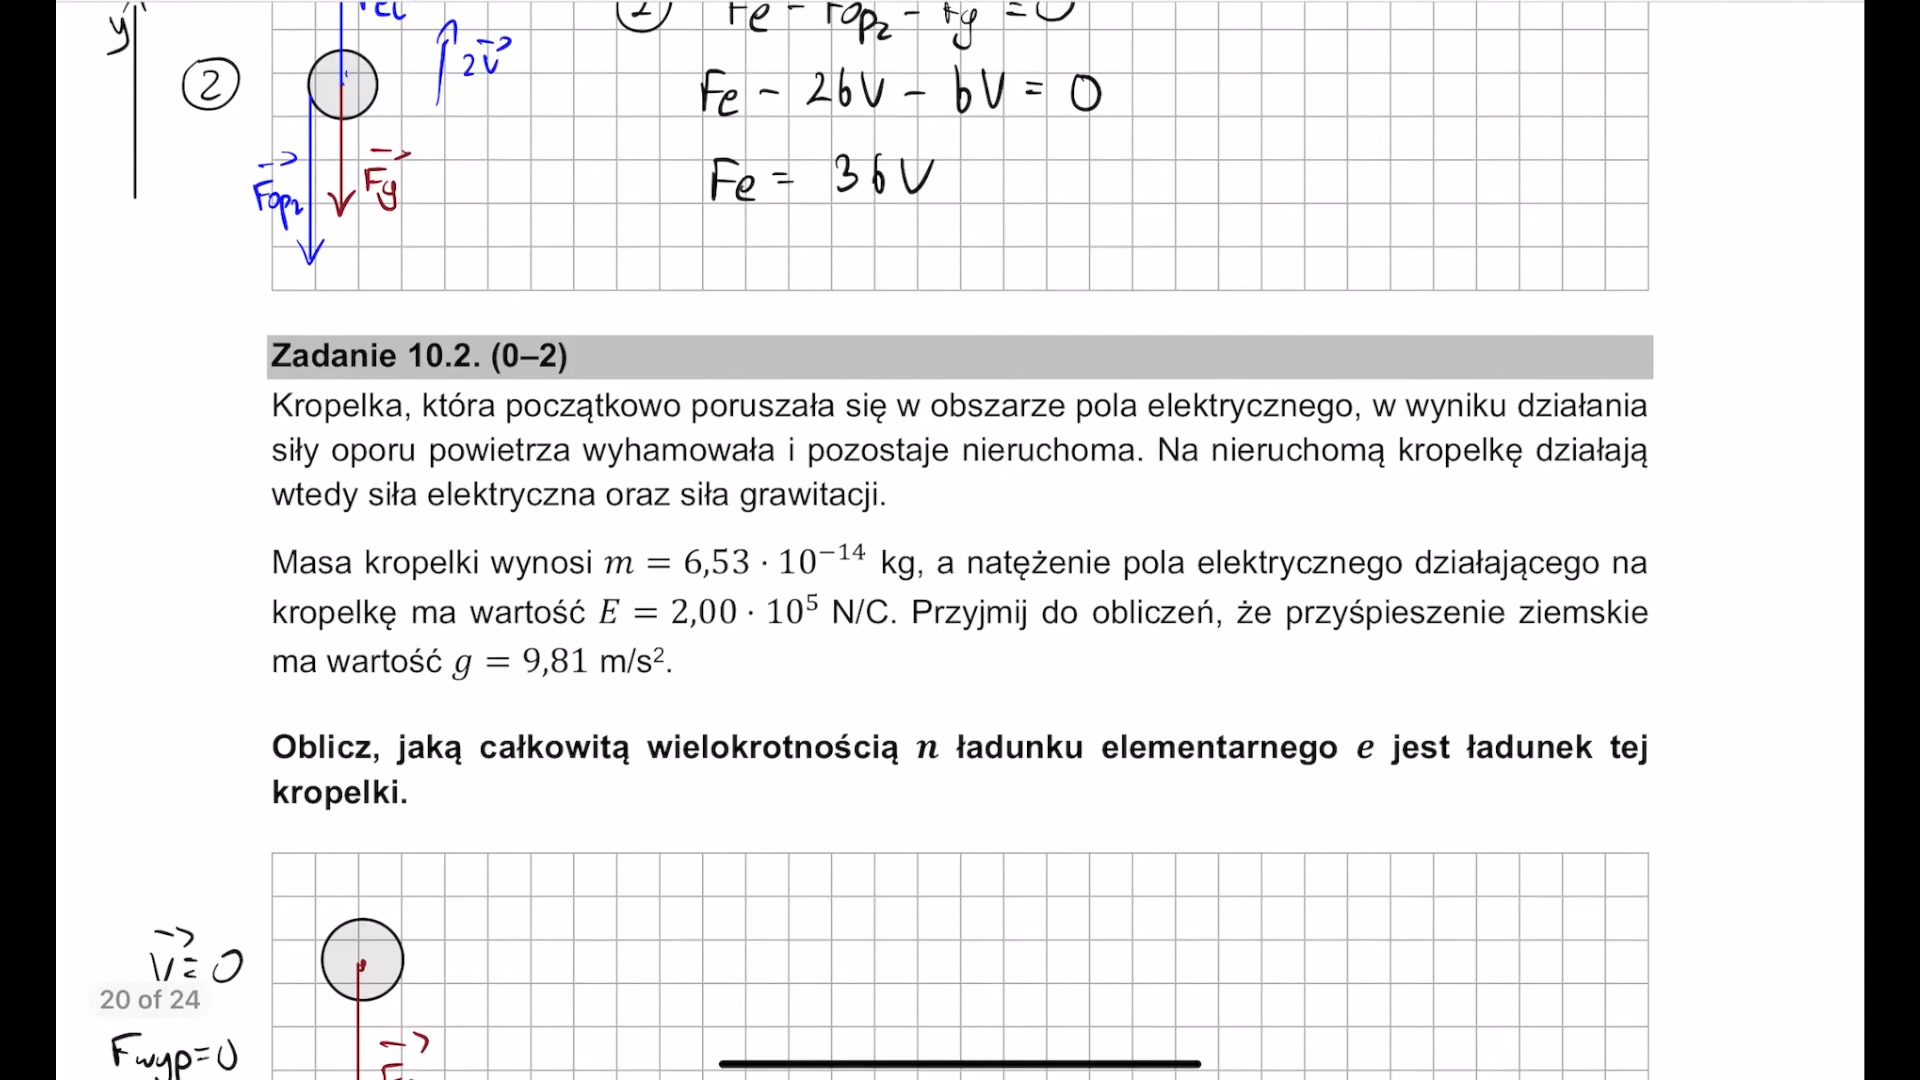 y
② Fe - Fop₂ - Fg = 0
2v
Fe - 2bV - bV = 0
Fop₂ Fg
Fe = 3bV
Zadanie 10.2. (0–2)
Kropelka, która początkowo poruszała się w obszarze pola elektrycznego, w wyniku działania
siły oporu powietrza wyhamowała i pozostaje nieruchoma. Na nieruchomą kropelkę działają
wtedy siła elektryczna oraz siła grawitacji.
Masa kropelki wynosi m = 6,53 · 10⁻¹⁴ kg, a natężenie pola elektrycznego działającego na
kropelkę ma wartość E = 2,00 · 10⁵ N/C. Przyjmij do obliczeń, że przyśpieszenie ziemskie
ma wartość g = 9,81 m/s².
Oblicz, jaką całkowitą wielokrotnością n ładunku elementarnego e jest ładunek tej
kropelki.
V = 0
20 of 24
Fwyp=0